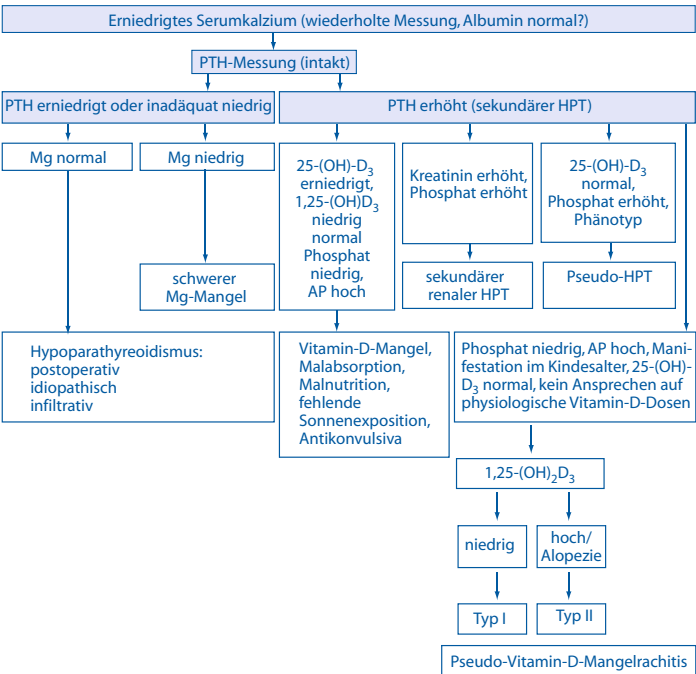 Erniedrigtes Serumkalzium (wiederholte Messung, Albumin normal?)
PTH-Messung (intakt)
PTH erniedrigt oder inadäquat niedrig
PTH erhöht (sekundärer HPT)
Mg normal
Mg niedrig
25-(OH)-D₃
erniedrigt,
1,25-(OH)D₃
niedrig
normal
Phosphat
niedrig,
AP hoch
Kreatinin erhöht,
Phosphat erhöht
25-(OH)-D₃
normal,
Phosphat erhöht,
Phänotyp
schwerer
Mg-Mangel
sekundärer
renaler HPT
Pseudo-HPT
Hypoparathyreoidismus:
postoperativ
idiopathisch
infiltrativ
Vitamin-D-Mangel,
Malabsorption,
Malnutrition,
fehlende
Sonnenexposition,
Antikonvulsiva
Phosphat niedrig, AP hoch, Mani-
festation im Kindesalter, 25-(OH)-
D₃ normal, kein Ansprechen auf
physiologische Vitamin-D-Dosen
1,25-(OH)₂D₃
niedrig
hoch/
Alopezie
Typ I
Typ II
Pseudo-Vitamin-D-Mangelrachitis